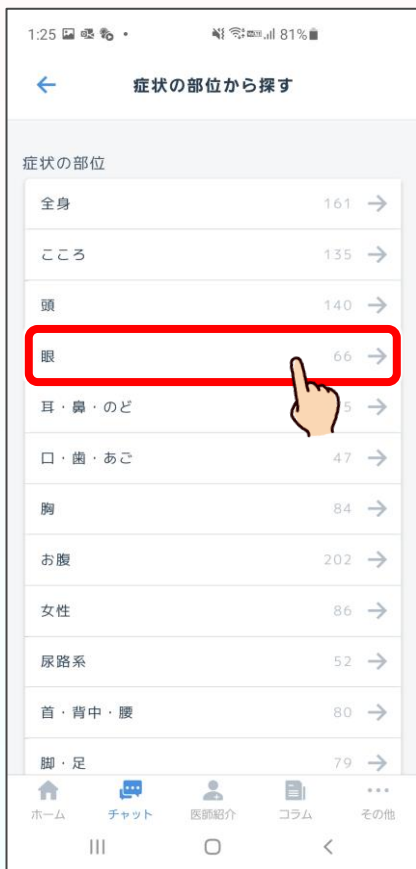 1:25 81%
症状の部位から探す
症状の部位
全身 161
こころ 135
頭 140
眼 66
耳・鼻・のど 5
口・歯・あご 47
胸 84
お腹 202
女性 86
尿路系 52
首・背中・腰 80
脚・足 79
ホーム チャット 医師紹介 コラム その他